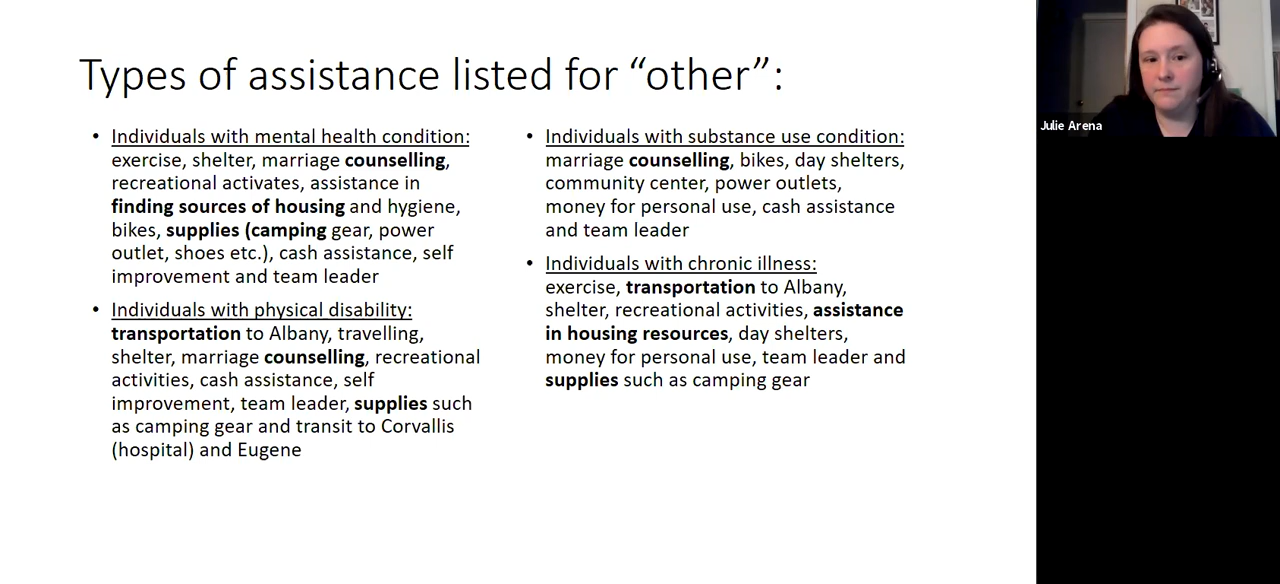 Types of assistance listed for “other”:
• Individuals with mental health condition:
exercise, shelter, marriage counselling,
recreational activates, assistance in
finding sources of housing and hygiene,
bikes, supplies (camping gear, power
outlet, shoes etc.), cash assistance, self
improvement and team leader
• Individuals with physical disability:
transportation to Albany, travelling,
shelter, marriage counselling, recreational
activities, cash assistance, self
improvement, team leader, supplies such
as camping gear and transit to Corvallis
(hospital) and Eugene
• Individuals with substance use condition:
marriage counselling, bikes, day shelters,
community center, power outlets,
money for personal use, cash assistance
and team leader
• Individuals with chronic illness:
exercise, transportation to Albany,
shelter, recreational activities, assistance
in housing resources, day shelters,
money for personal use, team leader and
supplies such as camping gear
Julie Arena